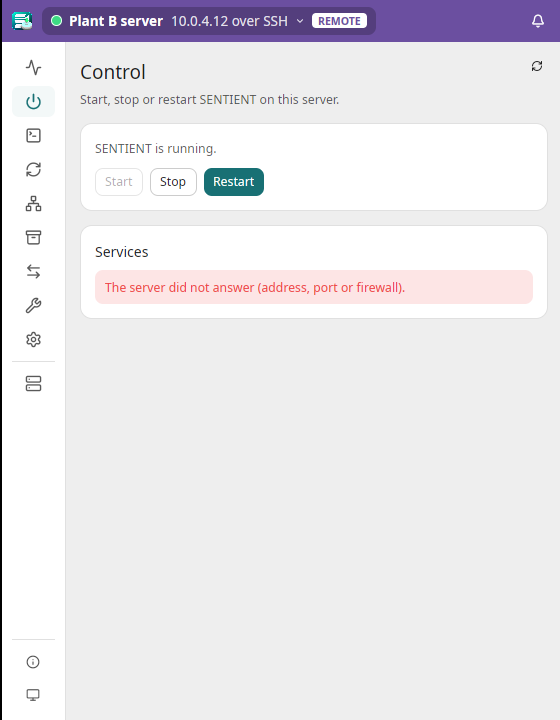 Plant B server 10.0.4.12 over SSH REMOTE
Control
Start, stop or restart SENTIENT on this server.
SENTIENT is running.
Start Stop Restart
Services
The server did not answer (address, port or firewall).